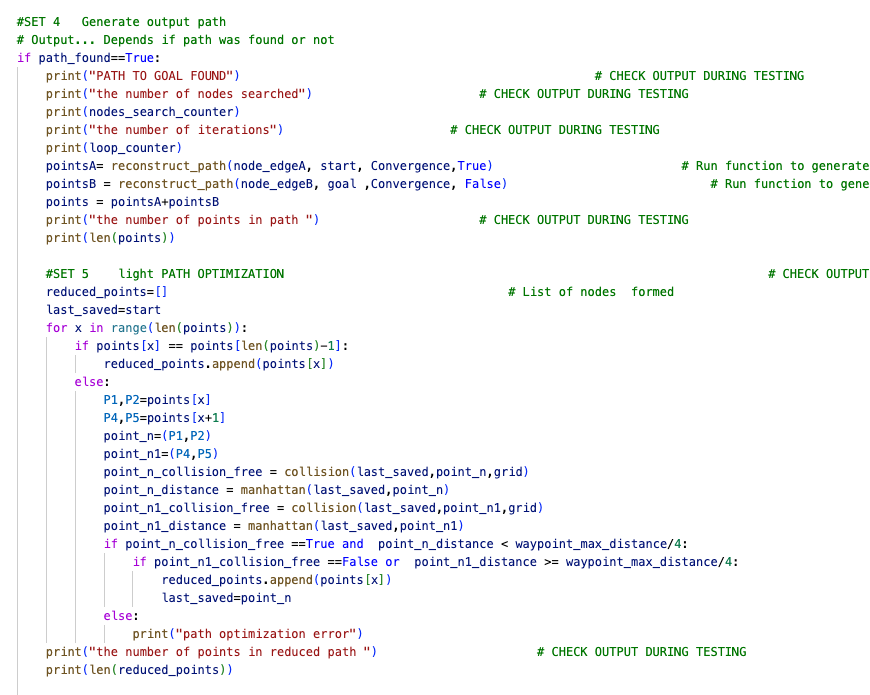 #SET 4   Generate output path
# Output... Depends if path was found or not
if path_found==True:
    print("PATH TO GOAL FOUND")                                                 # CHECK OUTPUT DURING TESTING
    print("the number of nodes searched")                       # CHECK OUTPUT DURING TESTING
    print(nodes_search_counter)
    print("the number of iterations")                       # CHECK OUTPUT DURING TESTING
    print(loop_counter)
    pointsA= reconstruct_path(node_edgeA, start, Convergence,True)                          # Run function to generate
    pointsB = reconstruct_path(node_edgeB, goal ,Convergence, False)                            # Run function to gene
    points = pointsA+pointsB
    print("the number of points in path ")                      # CHECK OUTPUT DURING TESTING
    print(len(points))

    #SET 5    light PATH OPTIMIZATION                                                                   # CHECK OUTPUT
    reduced_points=[]                                               # List of nodes  formed
    last_saved=start
    for x in range(len(points)):
        if points[x] == points[len(points)-1]:
            reduced_points.append(points[x])
        else:
            P1,P2=points[x]
            P4,P5=points[x+1]
            point_n=(P1,P2)
            point_n1=(P4,P5)
            point_n_collision_free = collision(last_saved,point_n,grid)
            point_n_distance = manhattan(last_saved,point_n)
            point_n1_collision_free = collision(last_saved,point_n1,grid)
            point_n1_distance = manhattan(last_saved,point_n1)
            if point_n_collision_free ==True and  point_n_distance < waypoint_max_distance/4:
                if point_n1_collision_free ==False or  point_n1_distance >= waypoint_max_distance/4:
                    reduced_points.append(points[x])
                    last_saved=point_n
            else:
                print("path optimization error")
    print("the number of points in reduced path ")                      # CHECK OUTPUT DURING TESTING
    print(len(reduced_points))